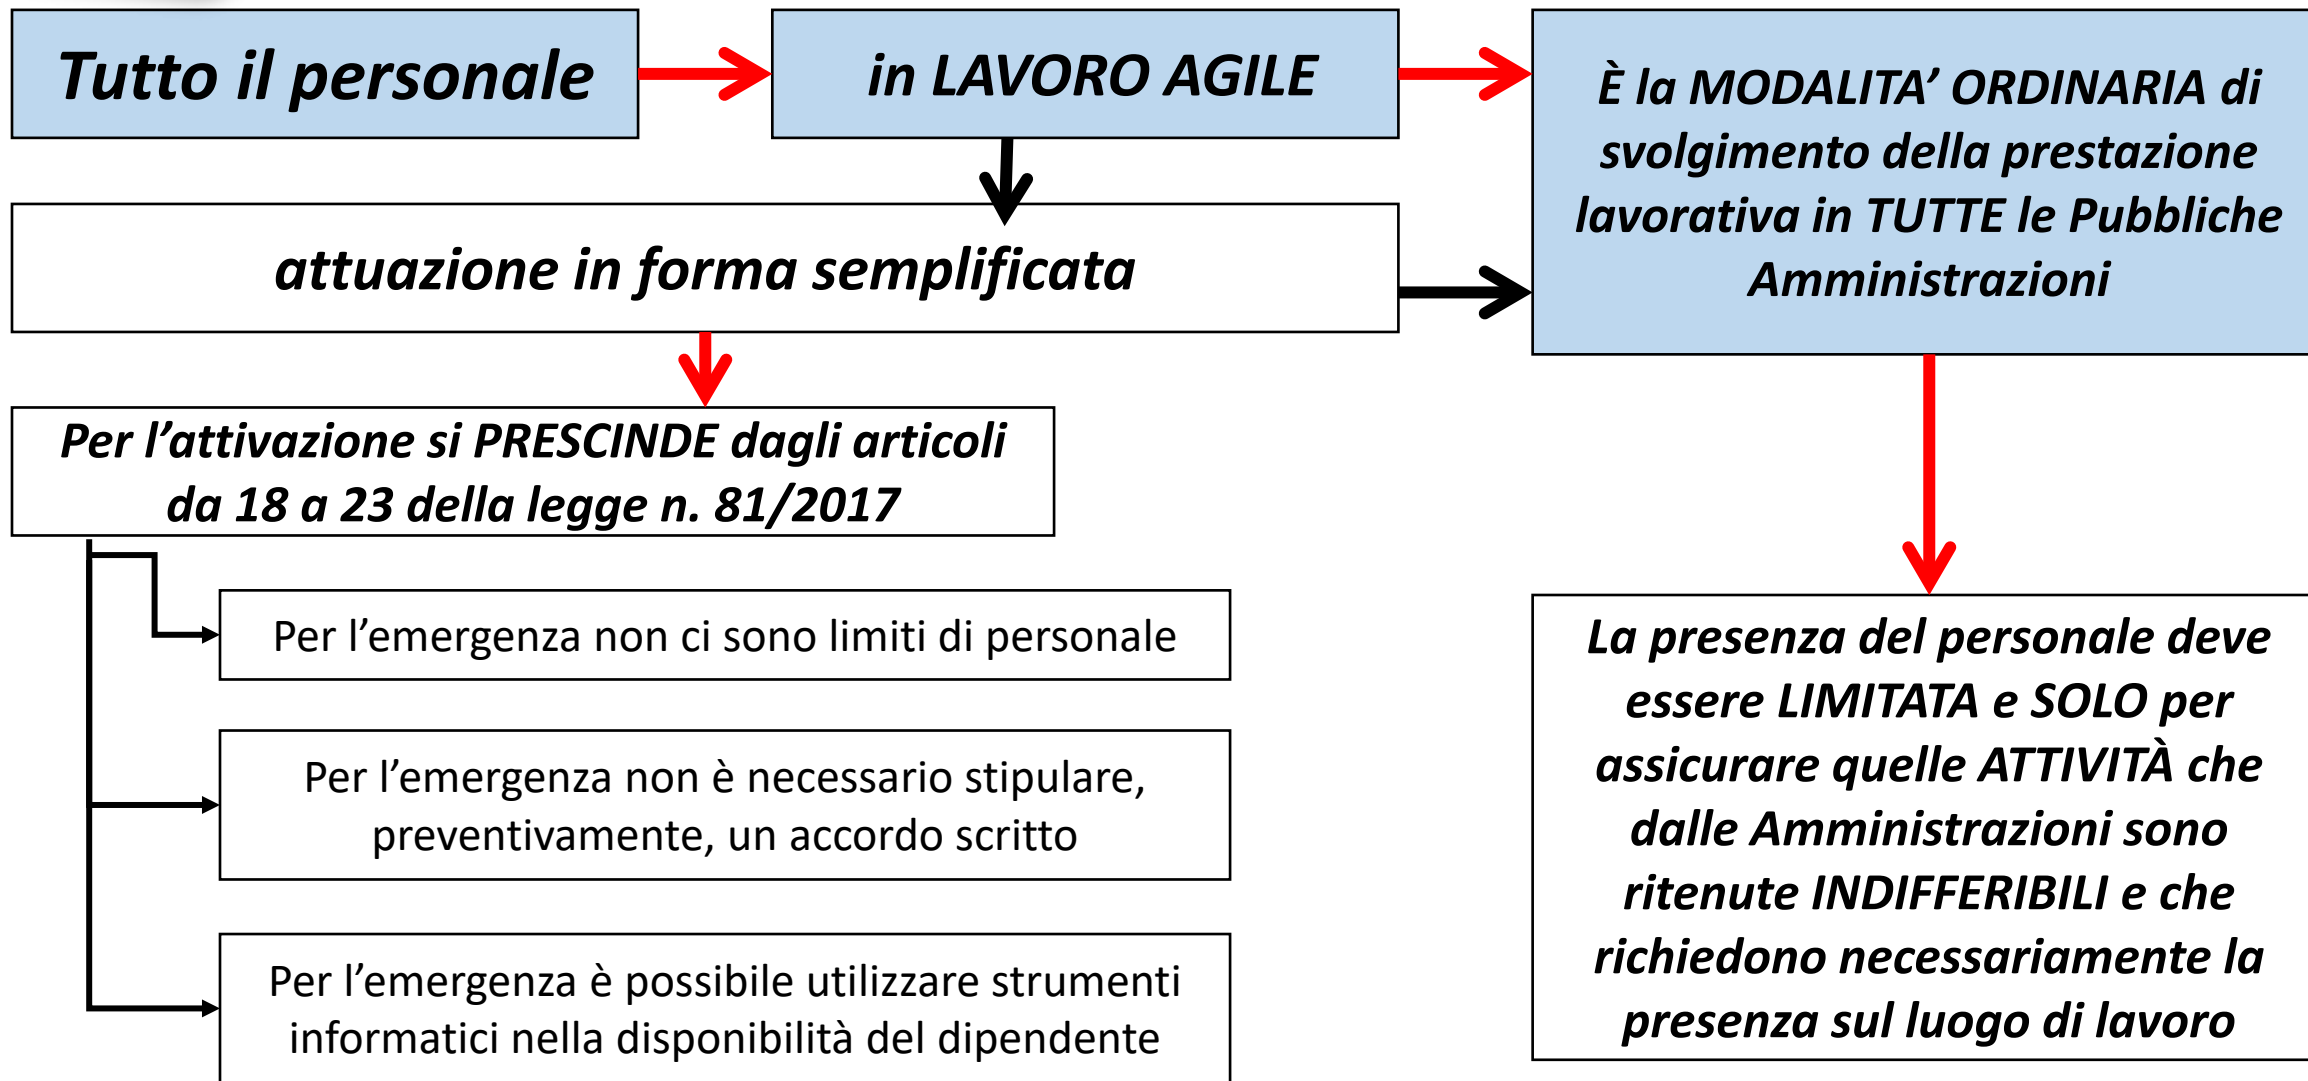 Tutto il personale
in LAVORO AGILE
È la MODALITA’ ORDINARIA di
svolgimento della prestazione
lavorativa in TUTTE le Pubbliche
Amministrazioni
attuazione in forma semplificata
Per l’attivazione si PRESCINDE dagli articoli
da 18 a 23 della legge n. 81/2017
Per l’emergenza non ci sono limiti di personale
Per l’emergenza non è necessario stipulare,
preventivamente, un accordo scritto
Per l’emergenza è possibile utilizzare strumenti
informatici nella disponibilità del dipendente
La presenza del personale deve
essere LIMITATA e SOLO per
assicurare quelle ATTIVITÀ che
dalle Amministrazioni sono
ritenute INDIFFERIBILI e che
richiedono necessariamente la
presenza sul luogo di lavoro